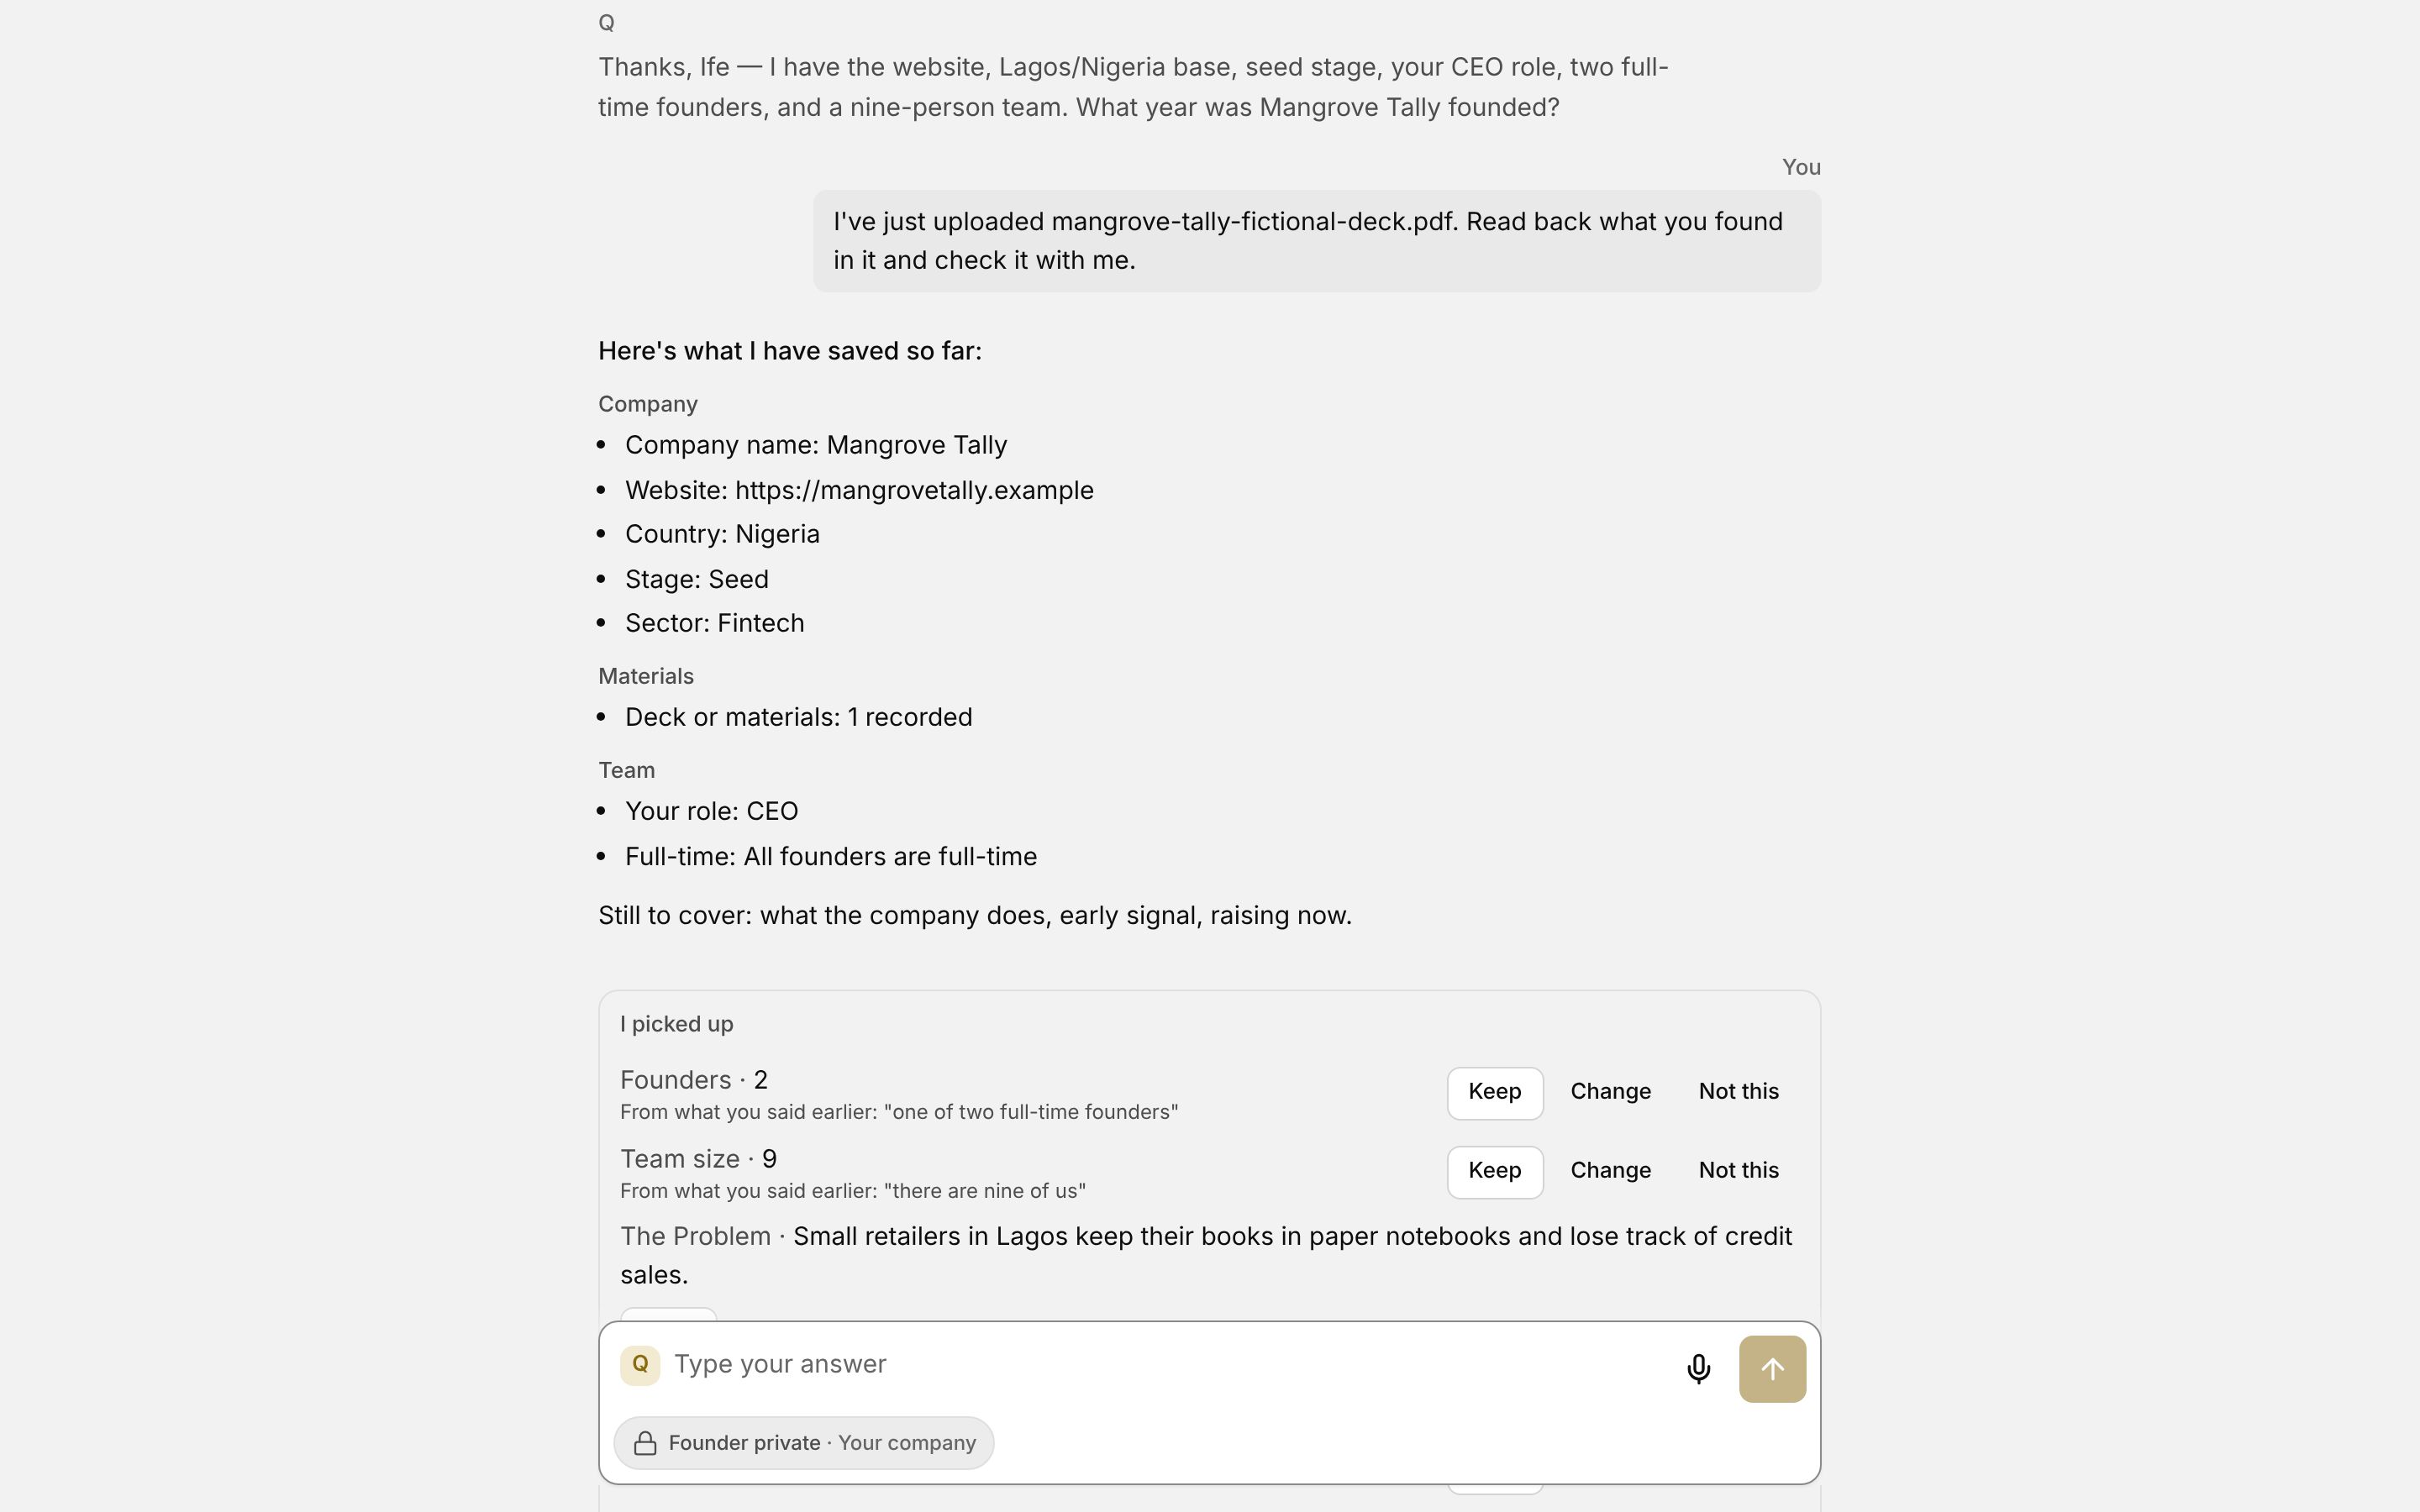 Q
Thanks, Ife — I have the website, Lagos/Nigeria base, seed stage, your CEO role, two full-
time founders, and a nine-person team. What year was Mangrove Tally founded?
You
I've just uploaded mangrove-tally-fictional-deck.pdf. Read back what you found
in it and check it with me.
Here's what I have saved so far:
Company
• Company name: Mangrove Tally
• Website: https://mangrovetally.example
• Country: Nigeria
• Stage: Seed
• Sector: Fintech
Materials
• Deck or materials: 1 recorded
Team
• Your role: CEO
• Full-time: All founders are full-time
Still to cover: what the company does, early signal, raising now.
I picked up
Founders · 2
Keep Change Not this
From what you said earlier: "one of two full-time founders"
Team size · 9
Keep Change Not this
From what you said earlier: "there are nine of us"
The Problem · Small retailers in Lagos keep their books in paper notebooks and lose track of credit
sales.
Q Type your answer
Founder private · Your company